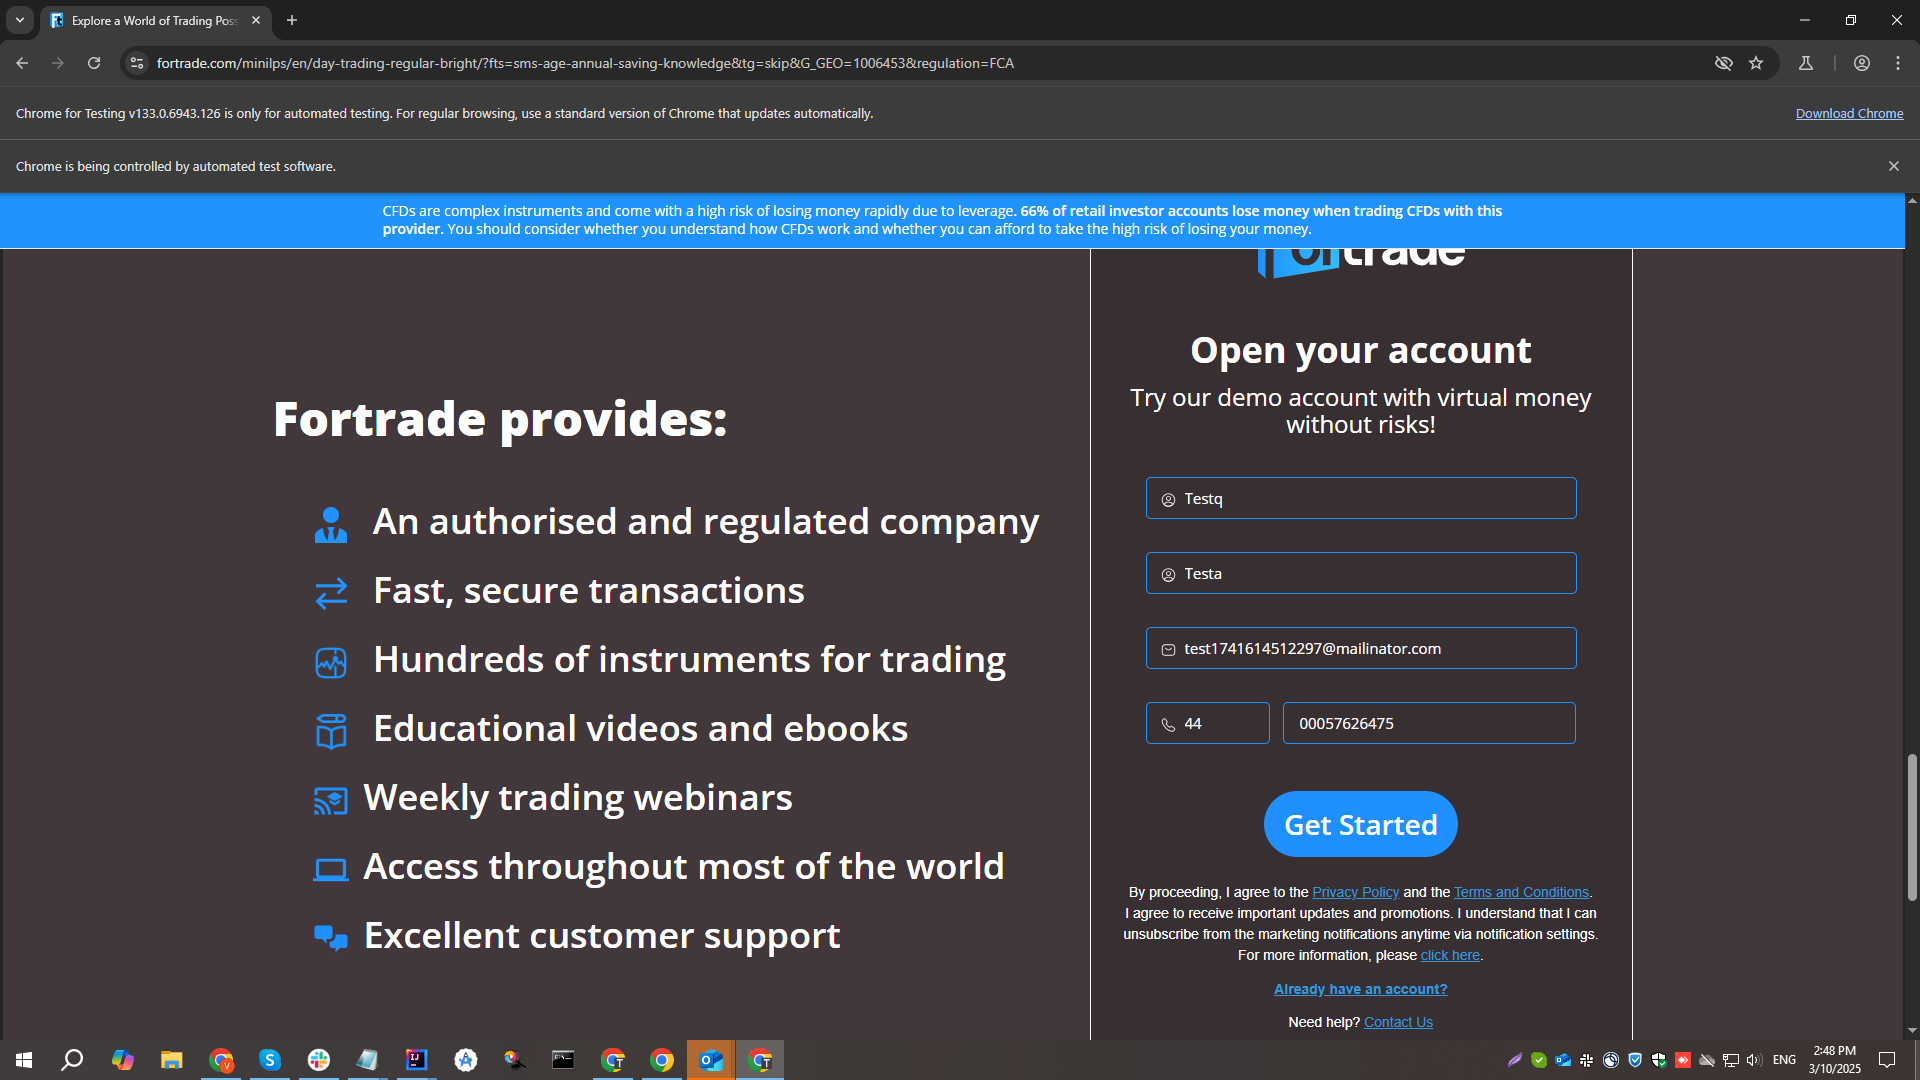 Explore a World of Trading Pos
fortrade.com/minilps/en/day-trading-regular-bright/?fts=sms-age-annual-saving-knowledge&tg=skip&G_GEO=1006453&regulation=FCA
Chrome for Testing v133.0.6943.126 is only for automated testing. For regular browsing, use a standard version of Chrome that updates automatically.
Download Chrome
Chrome is being controlled by automated test software.
CFDs are complex instruments and come with a high risk of losing money rapidly due to leverage. 66% of retail investor accounts lose money when trading CFDs with this
provider. You should consider whether you understand how CFDs work and whether you can afford to take the high risk of losing your money.
Fortrade provides:
An authorised and regulated company
Fast, secure transactions
Hundreds of instruments for trading
Educational videos and ebooks
Weekly trading webinars
Access throughout most of the world
Excellent customer support
fortrade
Open your account
Try our demo account with virtual money
without risks!
Testq
Testa
test1741614512297@mailinator.com
44
00057626475
Get Started
By proceeding, I agree to the Privacy Policy and the Terms and Conditions.
I agree to receive important updates and promotions. I understand that I can
unsubscribe from the marketing notifications anytime via notification settings.
For more information, please click here.
Already have an account?
Need help? Contact Us
ENG
2:48 PM
3/10/2025